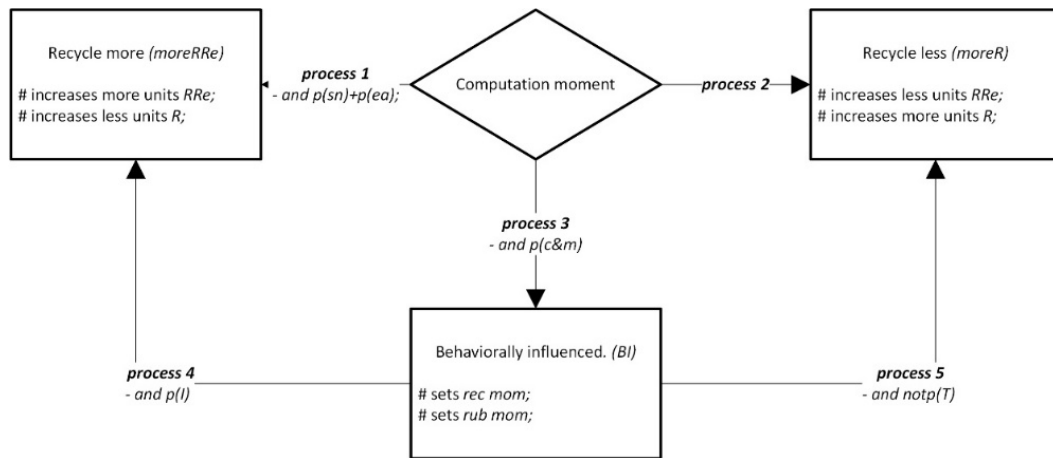 Recycle more (moreRRe)
# increases more units RRe;
# increases less units R;
process 1
- and p(sn)+p(ea);
Computation moment
process 2
Recycle less (moreR)
# increases less units RRe;
# increases more units R;
process 3
- and p(c&m)
Behaviorally influenced. (BI)
# sets rec mom;
# sets rub mom;
process 4
- and p(I)
process 5
- and notp(T)